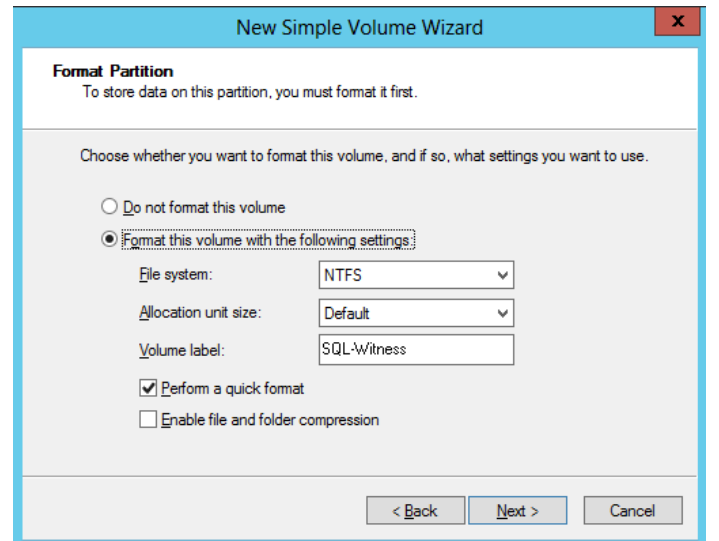 New Simple Volume Wizard
x
Format Partition
To store data on this partition, you must format it first.
Choose whether you want to format this volume, and if so, what settings you want to use.
Do not format this volume
Format this volume with the following settings:
File system: NTFS
Allocation unit size: Default
Volume label: SQL-Witness
Perform a quick format
Enable file and folder compression
< Back Next > Cancel